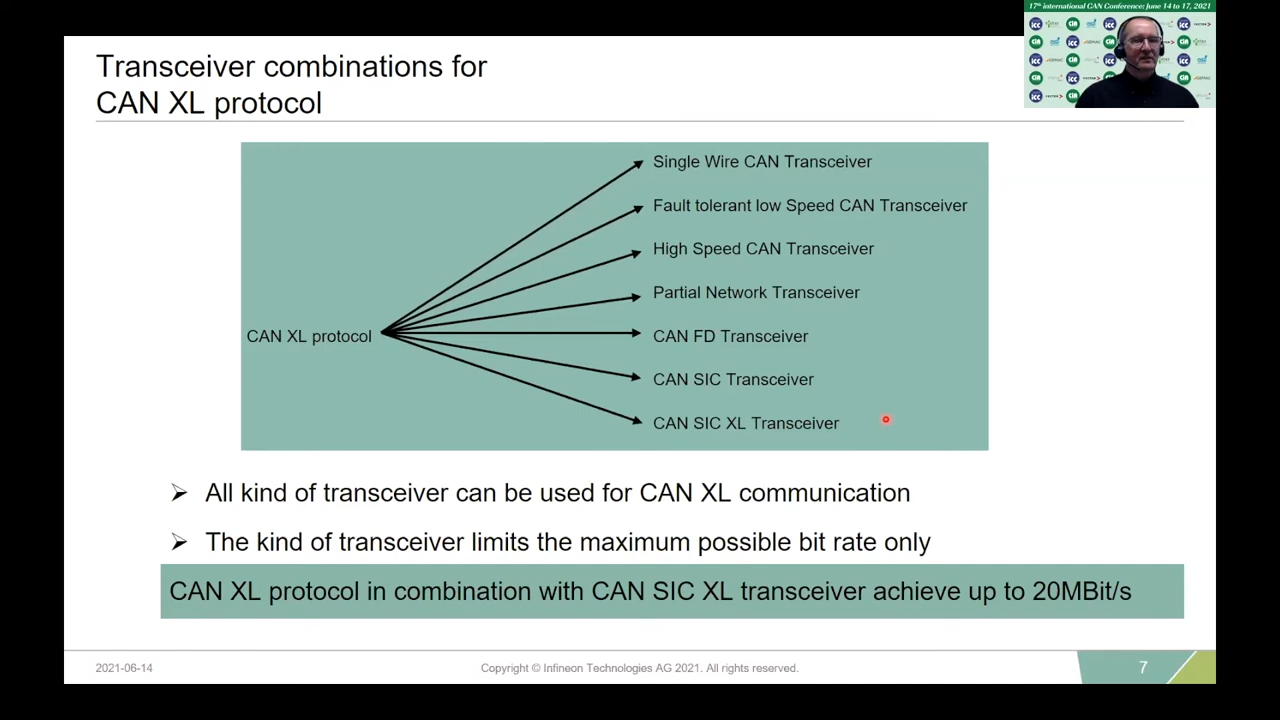 17th international CAN Conference: June 14 to 17, 2021
Transceiver combinations for
CAN XL protocol
Single Wire CAN Transceiver
Fault tolerant low Speed CAN Transceiver
High Speed CAN Transceiver
Partial Network Transceiver
CAN XL protocol
CAN FD Transceiver
CAN SIC Transceiver
CAN SIC XL Transceiver
All kind of transceiver can be used for CAN XL communication
The kind of transceiver limits the maximum possible bit rate only
CAN XL protocol in combination with CAN SIC XL transceiver achieve up to 20MBit/s
2021-06-14
Copyright © Infineon Technologies AG 2021. All rights reserved.
7